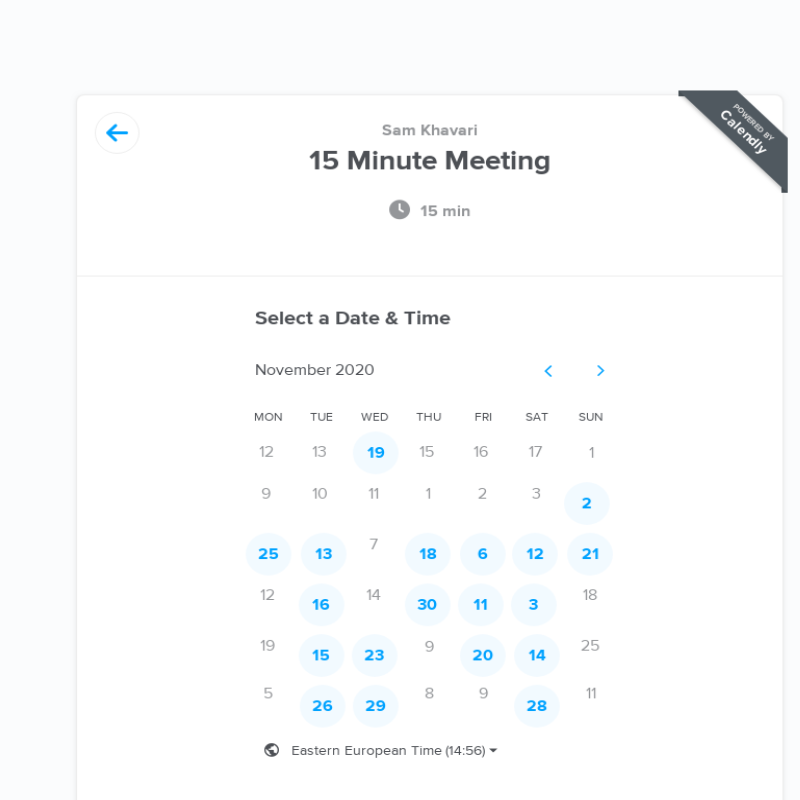 POWERED BY
Calendly
Sam Khavari
15 Minute Meeting
15 min
Select a Date & Time
November 2020
MON TUE WED THU FRI SAT SUN
12 13 19 15 16 17 1
9 10 11 1 2 3 2
25 13 7 18 6 12 21
12 16 14 30 11 3 18
19 15 23 9 20 14 25
5 26 29 8 9 28 11
Eastern European Time (14:56)